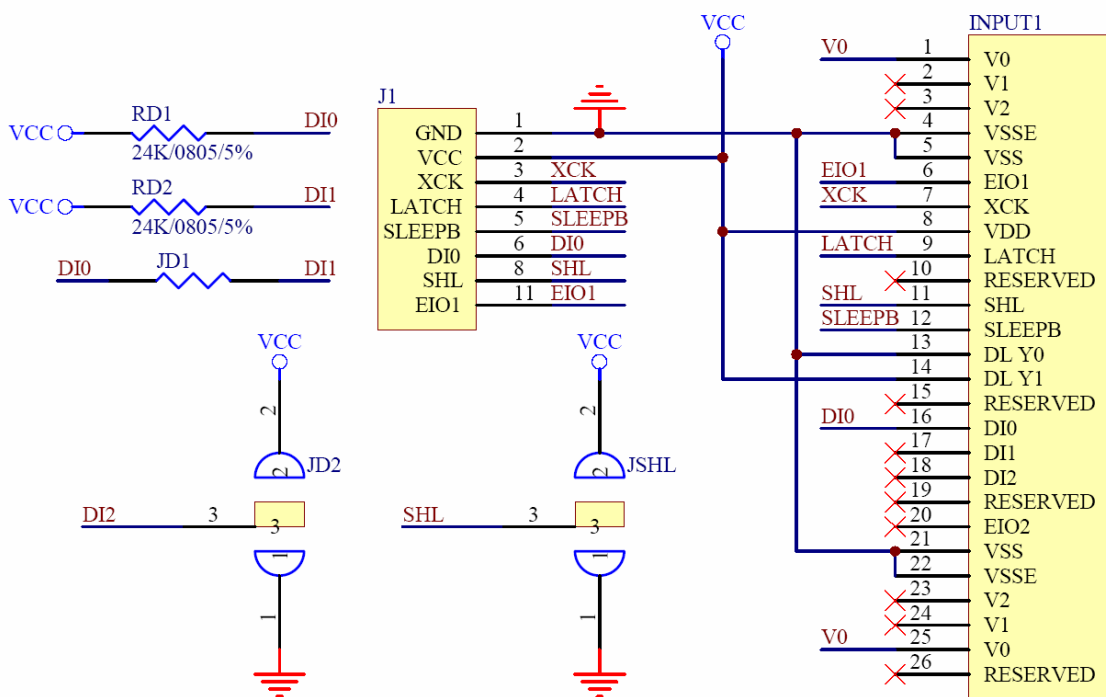 VCC
RD1
DI0
24K/0805/5%
VCC
RD2
DI1
24K/0805/5%
DI0
JD1
DI1
J1
GND 1
VCC 2
XCK 3 XCK
LATCH 4 LATCH
SLEEPB 5 SLEEPB
DI0 6 DI0
SHL 8 SHL
EIO1 11 EIO1
VCC
2
2
JD2
DI2 3
3
1
1
VCC
2
2
JSHL
SHL 3
3
1
1
VCC
INPUT1
V0 1 V0
2 V1
3 V2
4 VSSE
5 VSS
EIO1 6 EIO1
XCK 7 XCK
8 VDD
LATCH 9 LATCH
10 RESERVED
SHL 11 SHL
SLEEPB 12 SLEEPB
13 DL Y0
14 DL Y1
15 RESERVED
DI0 16 DI0
17 DI1
18 DI2
19 RESERVED
20 EIO2
21 VSS
22 VSSE
23 V2
24 V1
V0 25 V0
26 RESERVED